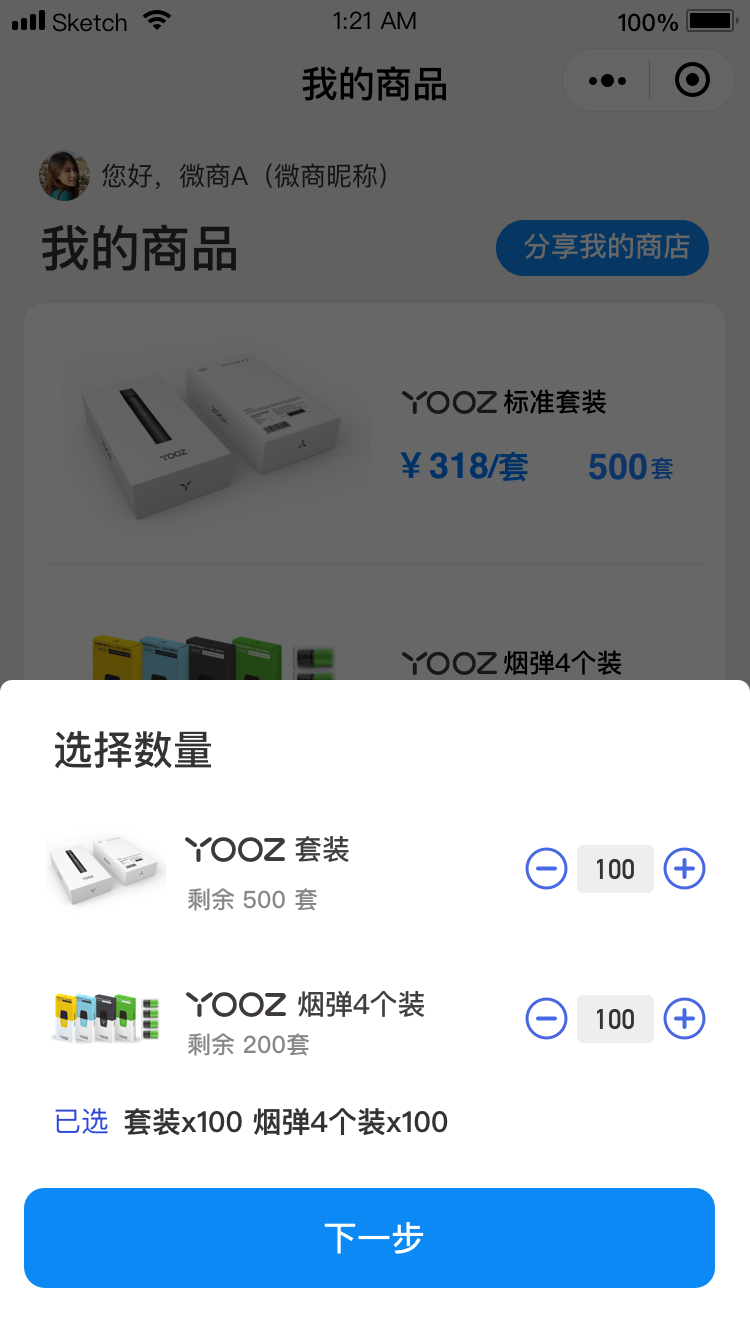 Sketch 1:21 AM 100%
我的商品
您好，微商A（微商昵称）
我的商品
分享我的商店
YOOZ
YOOZ 标准套装
¥ 318/套 500套
YOOZ 烟弹4个装
选择数量
YOOZ 套装
剩余 500 套
100
YOOZ 烟弹4个装
剩余 200套
100
已选 套装x100 烟弹4个装x100
下一步